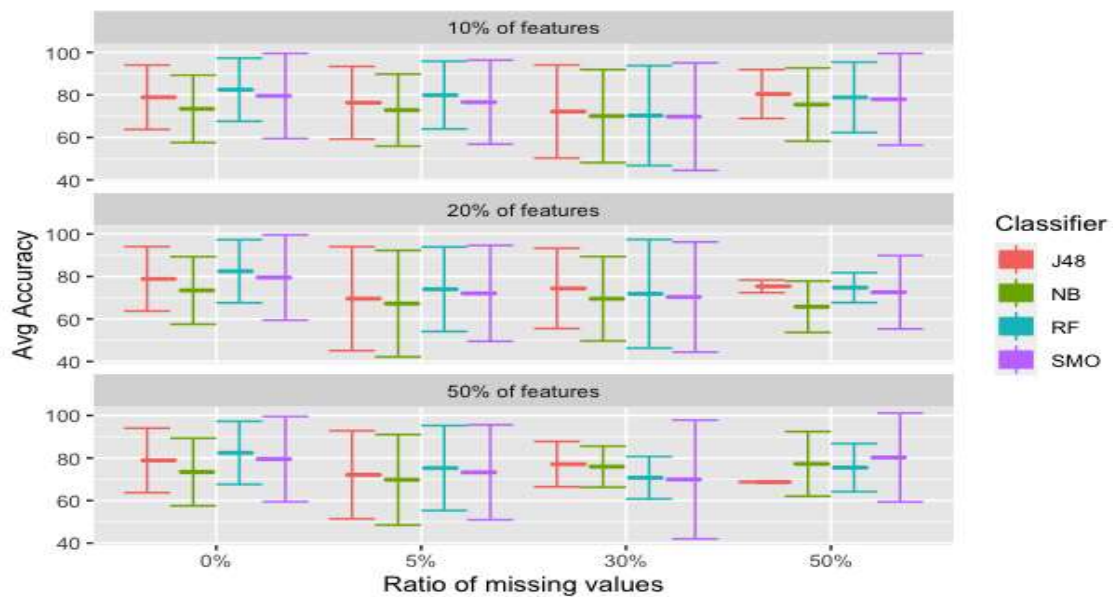 10% of features
100
80
60
40
20% of features
100
80
60
40
50% of features
100
80
60
40
Avg Accuracy
0% 5% 30% 50%
Ratio of missing values
Classifier
J48
NB
RF
SMO